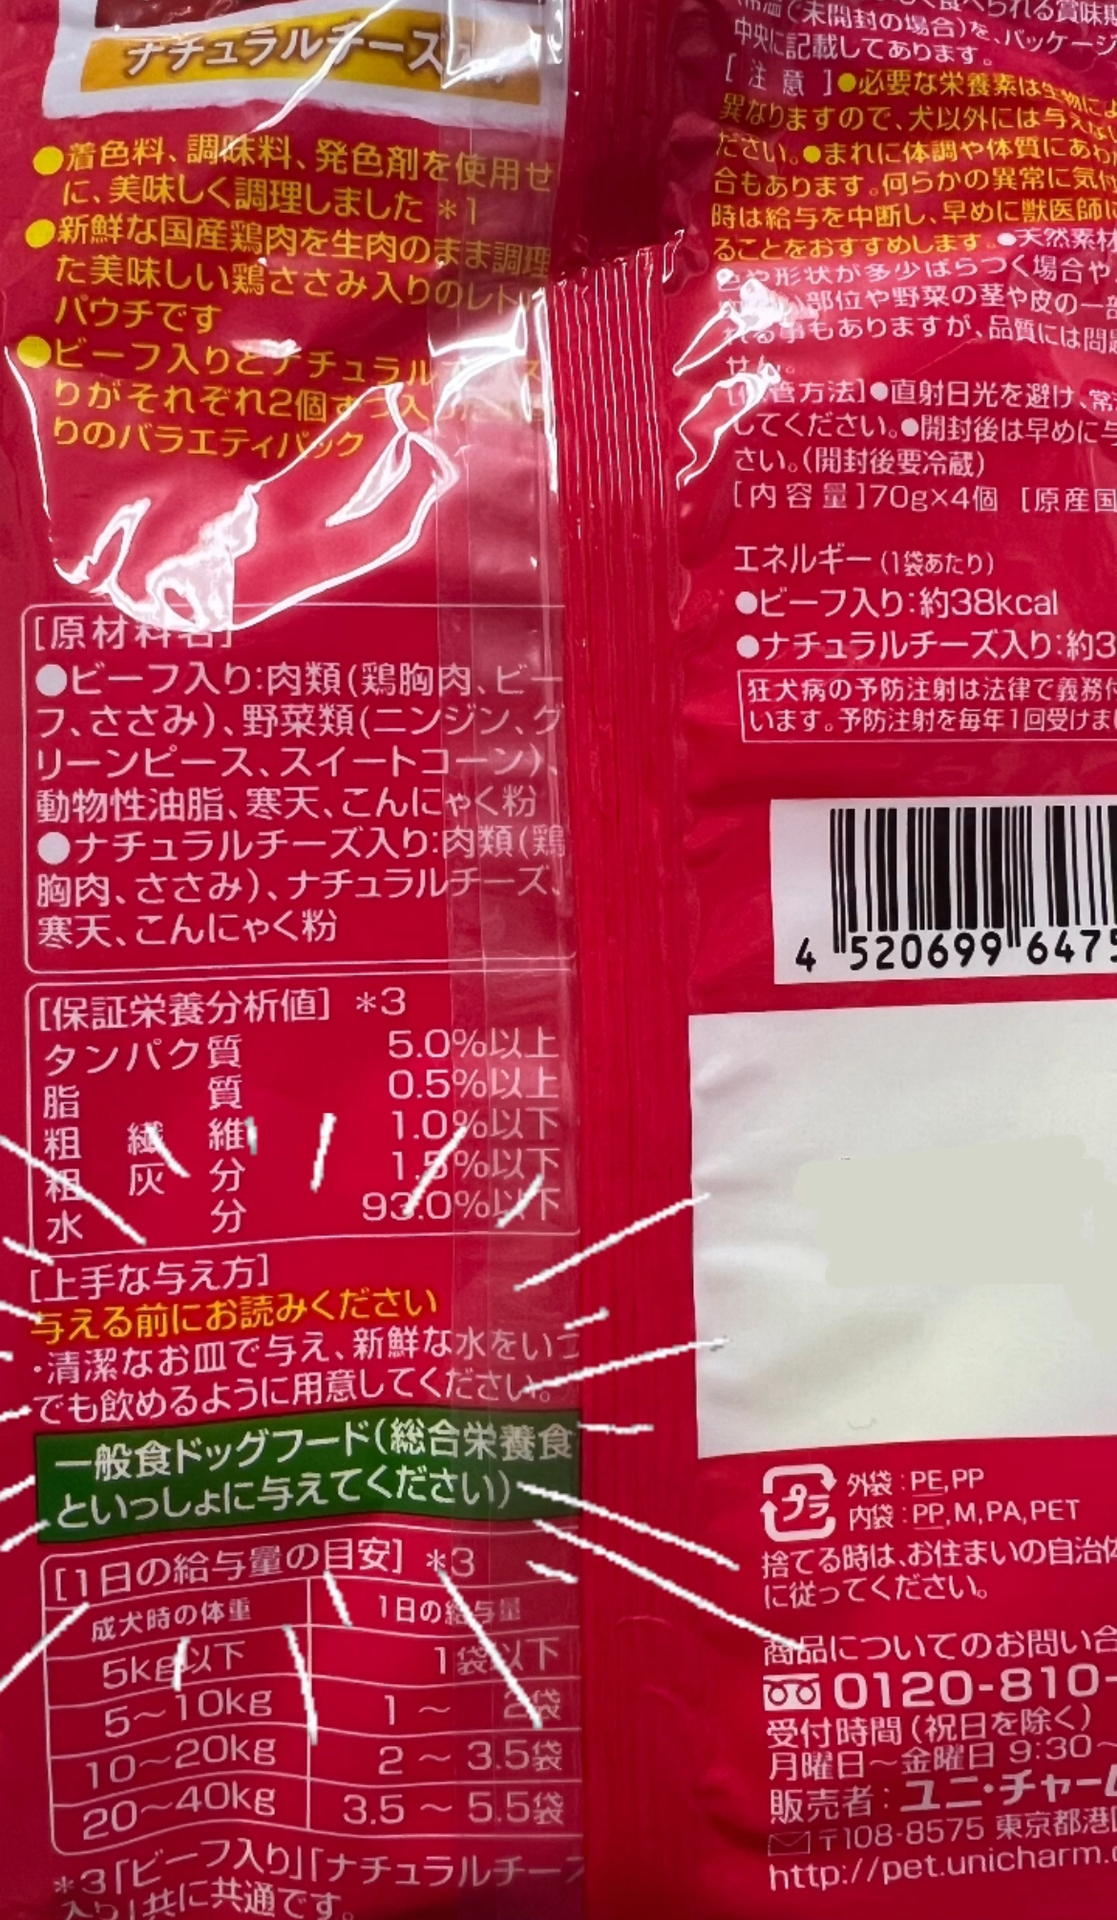 ナチュラルチーズ
●着色料、調味料、発色剤を使用せ
に、美味しく調理しました *1
●新鮮な国産鶏肉を生肉のまま調理
た美味しい鶏ささみ入りのレト
パウチです
●ビーフ入りとナチュラル
りがそれぞれ2個ずつ入
りのバラエティパック
[原材料名]
●ビーフ入り:肉類(鶏胸肉、ビー
フ、ささみ)、野菜類(ニンジン、グ
リーンピース、スイートコーン)、
動物性油脂、寒天、こんにゃく粉
●ナチュラルチーズ入り:肉類(鶏
胸肉、ささみ)、ナチュラルチーズ、
寒天、こんにゃく粉
[保証栄養分析値] *3
タンパク質 5.0%以上
脂質 0.5%以上
粗繊維 1.0%以下
粗灰分 1.5%以下
水分 93.0%以下
[上手な与え方]
与える前にお読みください
・清潔なお皿で与え、新鮮な水をいつ
でも飲めるように用意してください。
一般食ドッグフード(総合栄養食
といっしょに与えてください)
[1日の給与量の目安] *3
成犬時の体重 1日の給与量
5kg以下 1袋以下
5～10kg 1～2袋
10～20kg 2～3.5袋
20～40kg 3.5～5.5袋
*3「ビーフ入り」「ナチュラルチーズ
入り」共に共通です。
常温で未開封の場合)を、パッケージ
中央に記載してあります。
[注意]●必要な栄養素は生物によ
異なりますので、犬以外には与えな
ださい。●まれに体調や体質にあわ
合もあります。何らかの異常に気付
時は給与を中断し、早めに獣医師に
ることをおすすめします。●天然素材
色や形状が多少ばらつく場合や
部位や野菜の茎や皮の一部
れる事もありますが、品質には問題
せん。
[保管方法]●直射日光を避け、常
してください。●開封後は早めに与
さい。(開封後要冷蔵)
[内容量]70g×4個 [原産国
エネルギー(1袋あたり)
●ビーフ入り:約38kcal
●ナチュラルチーズ入り:約3
狂犬病の予防注射は法律で義務付
います。予防注射を毎年1回受けま
4 520699 6475
プラ
外袋:PE,PP
内袋:PP,M,PA,PET
捨てる時は、お住まいの自治体
に従ってください。
商品についてのお問い合
0120-810-
受付時間(祝日を除く)
月曜日～金曜日 9:30～
販売者:ユニ・チャーム
〒108-8575 東京都港区
http://pet.unicharm.c